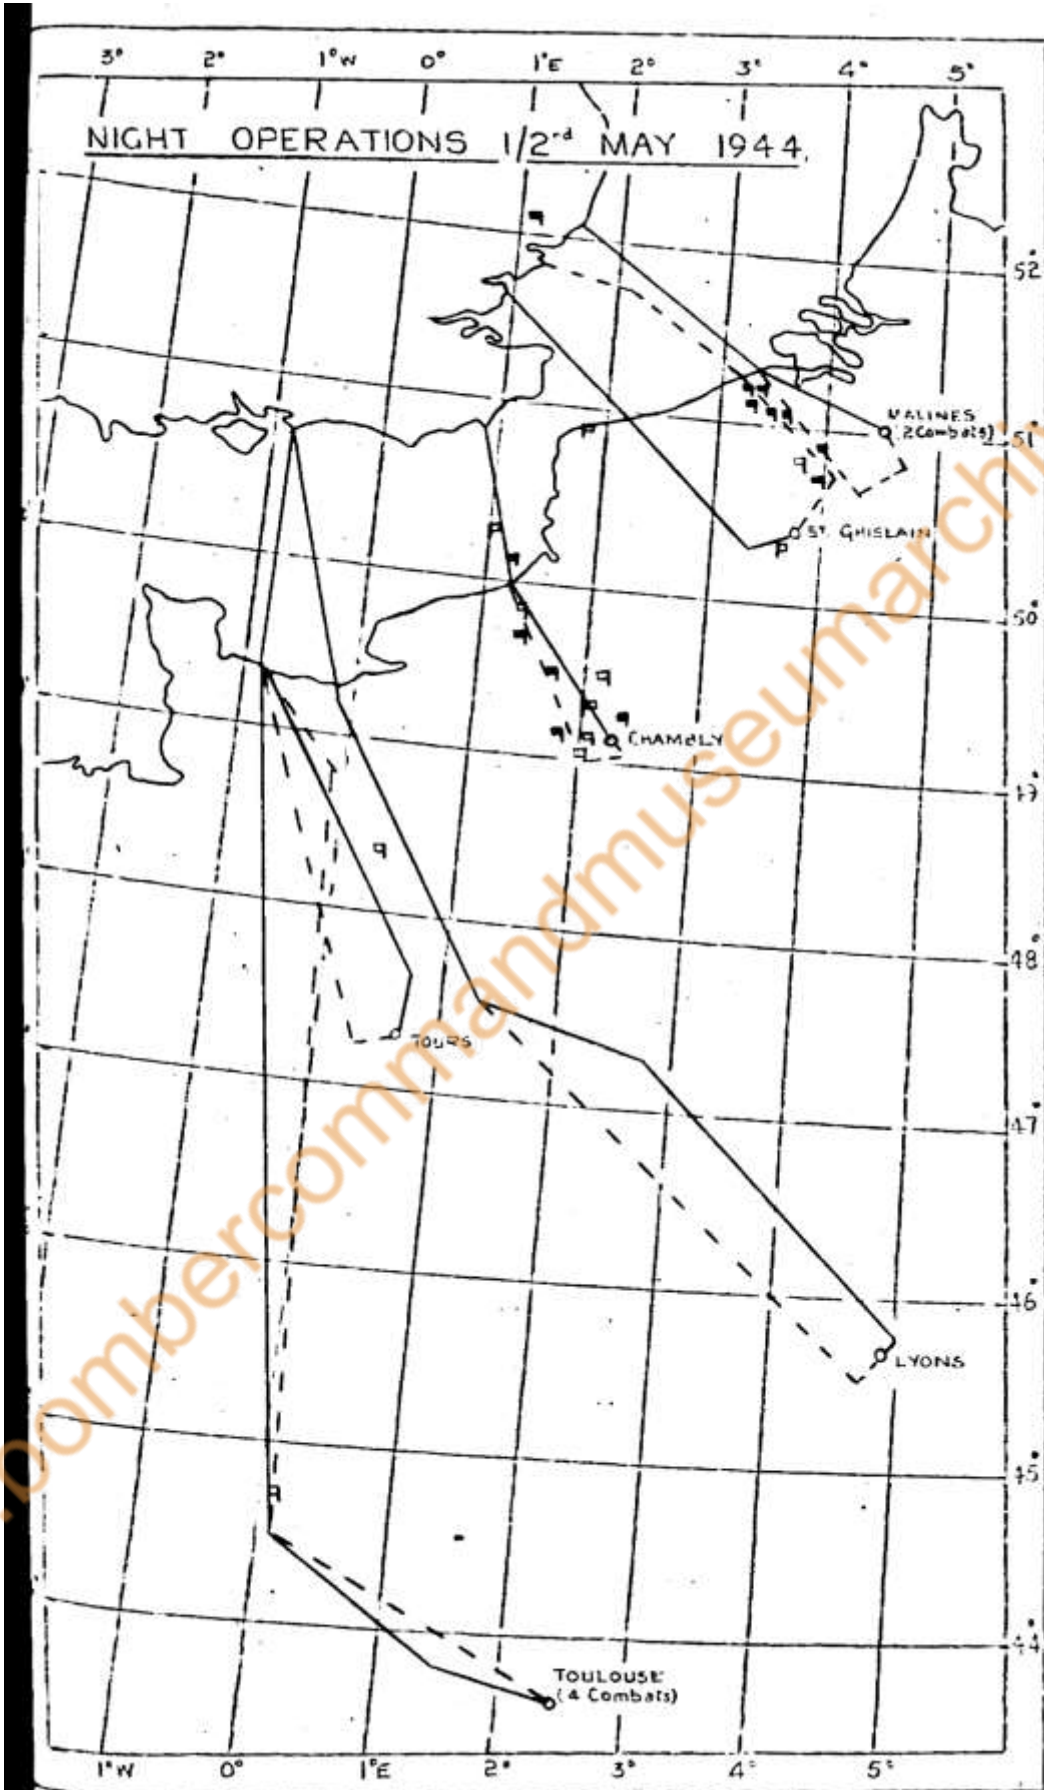 3° 2° 1°W 0° 1°E 2° 3° 4° 5°
NIGHT OPERATIONS 1/2nd MAY 1944.
52°
MALINES
(2 Combats)
51°
ST. GHISLAIN
50°
CHAMBLY
49°
48°
TOURS
47°
46°
LYONS
45°
44°
TOULOUSE
(4 Combats)
1°W 0° 1°E 2° 3° 4° 5°
bombercommandmuseumarchi